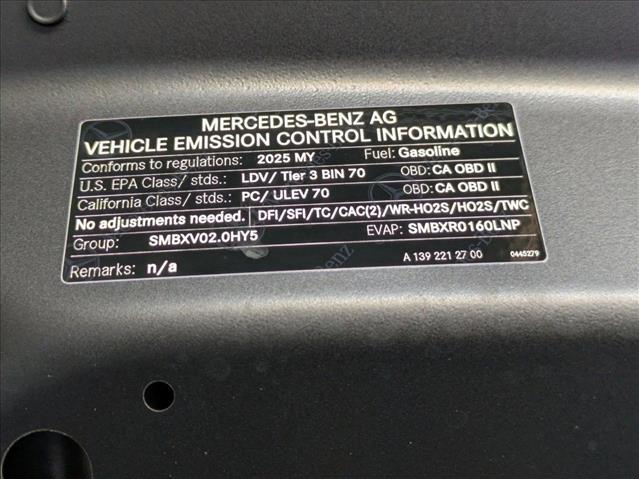 MERCEDES-BENZ AG
VEHICLE EMISSION CONTROL INFORMATION
Conforms to regulations: 2025 MY Fuel: Gasoline
U.S. EPA Class/ stds.: LDV/ Tier 3 BIN 70 OBD: CA OBD II
California Class/ stds.: PC/ ULEV 70 OBD: CA OBD II
No adjustments needed. DFI/SFI/TC/CAC(2)/WR-HO2S/HO2S/TWC
Group: SMBXV02.0HY5 EVAP: SMBXR0160LNP
Remarks: n/a
A 139 221 27 00 0445279